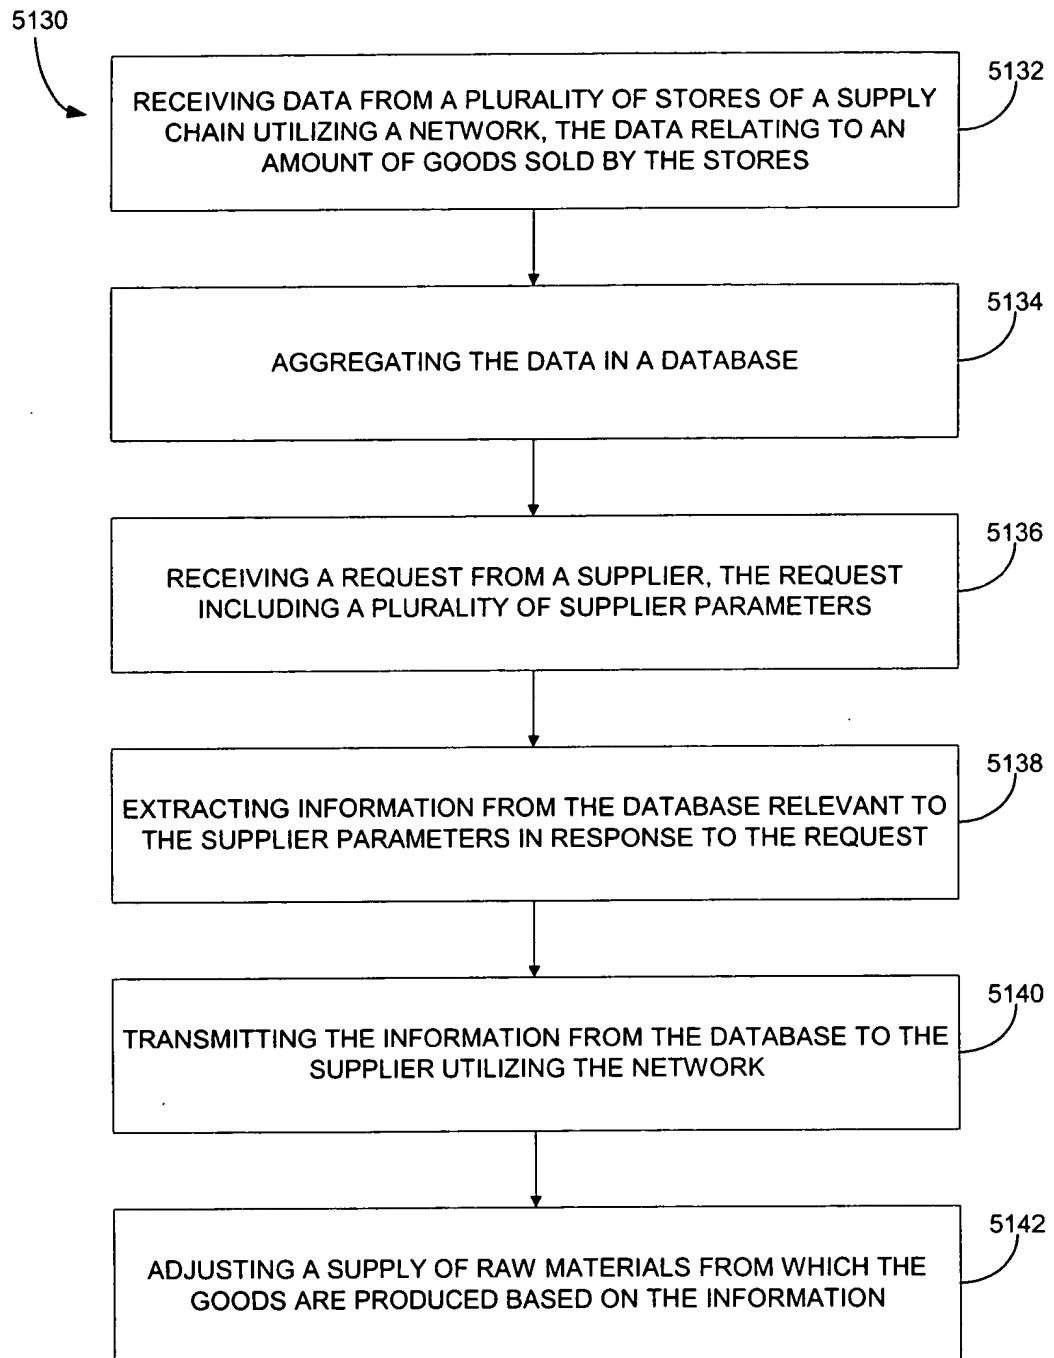 5130
5132
RECEIVING DATA FROM A PLURALITY OF STORES OF A SUPPLY
CHAIN UTILIZING A NETWORK, THE DATA RELATING TO AN
AMOUNT OF GOODS SOLD BY THE STORES
5134
AGGREGATING THE DATA IN A DATABASE
5136
RECEIVING A REQUEST FROM A SUPPLIER, THE REQUEST
INCLUDING A PLURALITY OF SUPPLIER PARAMETERS
5138
EXTRACTING INFORMATION FROM THE DATABASE RELEVANT TO
THE SUPPLIER PARAMETERS IN RESPONSE TO THE REQUEST
5140
TRANSMITTING THE INFORMATION FROM THE DATABASE TO THE
SUPPLIER UTILIZING THE NETWORK
5142
ADJUSTING A SUPPLY OF RAW MATERIALS FROM WHICH THE
GOODS ARE PRODUCED BASED ON THE INFORMATION